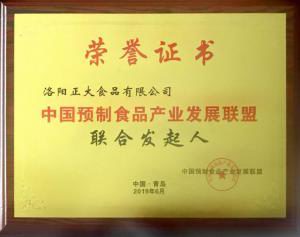 荣誉证书
洛阳正大食品有限公司
中国预制食品产业发展联盟
联合发起人
中国预制食品产业发展联盟
中国·青岛
2019年6月